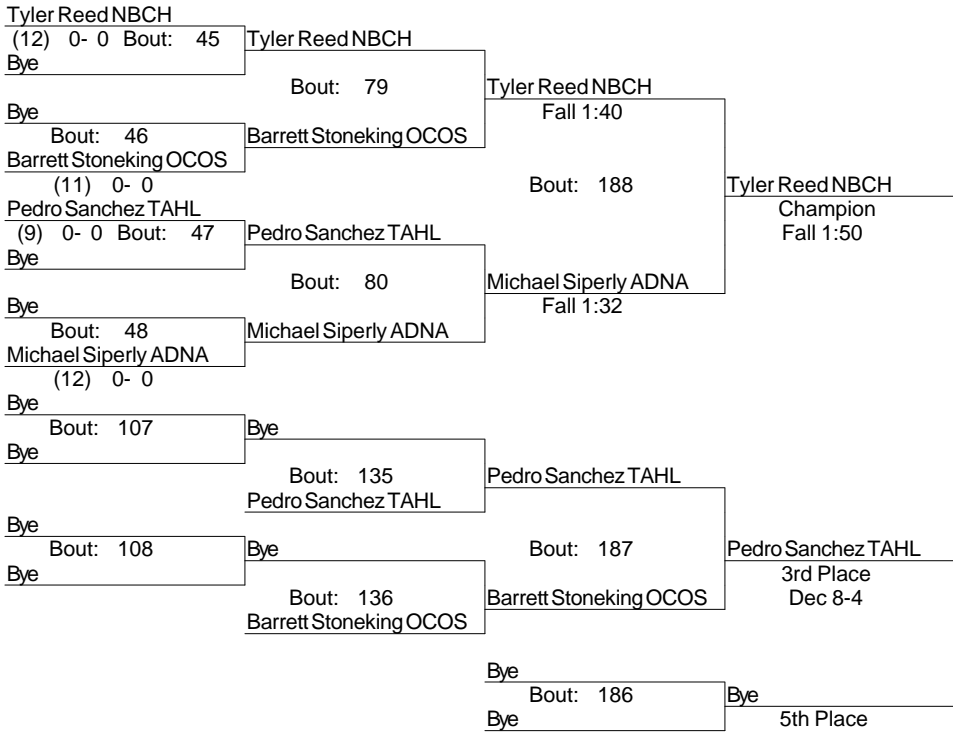 Tyler Reed NBCH
(12) 0- 0 Bout: 45 Tyler Reed NBCH
Bye
Bout: 79 Tyler Reed NBCH
Bye Fall 1:40
Bout: 46 Barrett Stoneking OCOS
Barrett Stoneking OCOS
(11) 0- 0 Bout: 188 Tyler Reed NBCH
Pedro Sanchez TAHL Champion
(9) 0- 0 Bout: 47 Pedro Sanchez TAHL Fall 1:50
Bye
Bout: 80 Michael Siperly ADNA
Bye Fall 1:32
Bout: 48 Michael Siperly ADNA
Michael Siperly ADNA
(12) 0- 0
Bye
Bout: 107 Bye
Bye
Bout: 135 Pedro Sanchez TAHL
Pedro Sanchez TAHL
Bye
Bout: 108 Bye Bout: 187 Pedro Sanchez TAHL
Bye 3rd Place
Bout: 136 Barrett Stoneking OCOS Dec 8-4
Barrett Stoneking OCOS
Bye
Bout: 186 Bye
Bye 5th Place